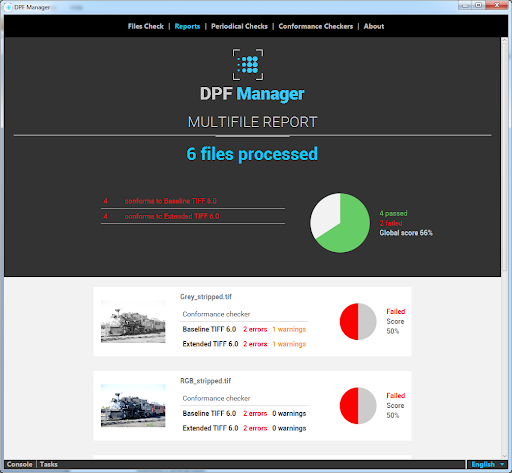 DPF Manager
Files Check | Reports | Periodical Checks | Conformance Checkers | About
DPF Manager
MULTIFILE REPORT
6 files processed
4 conforms to Baseline TIFF 6.0
4 conforms to Extended TIFF 6.0
4 passed
2 failed
Global score 66%
Grey_stripped.tif
Conformance checker
Baseline TIFF 6.0 2 errors 1 warnings
Extended TIFF 6.0 2 errors 1 warnings
Failed
Score
50%
RGB_stripped.tif
Conformance checker
Baseline TIFF 6.0 2 errors 0 warnings
Extended TIFF 6.0 2 errors 0 warnings
Failed
Score
50%
Console | Tasks
English